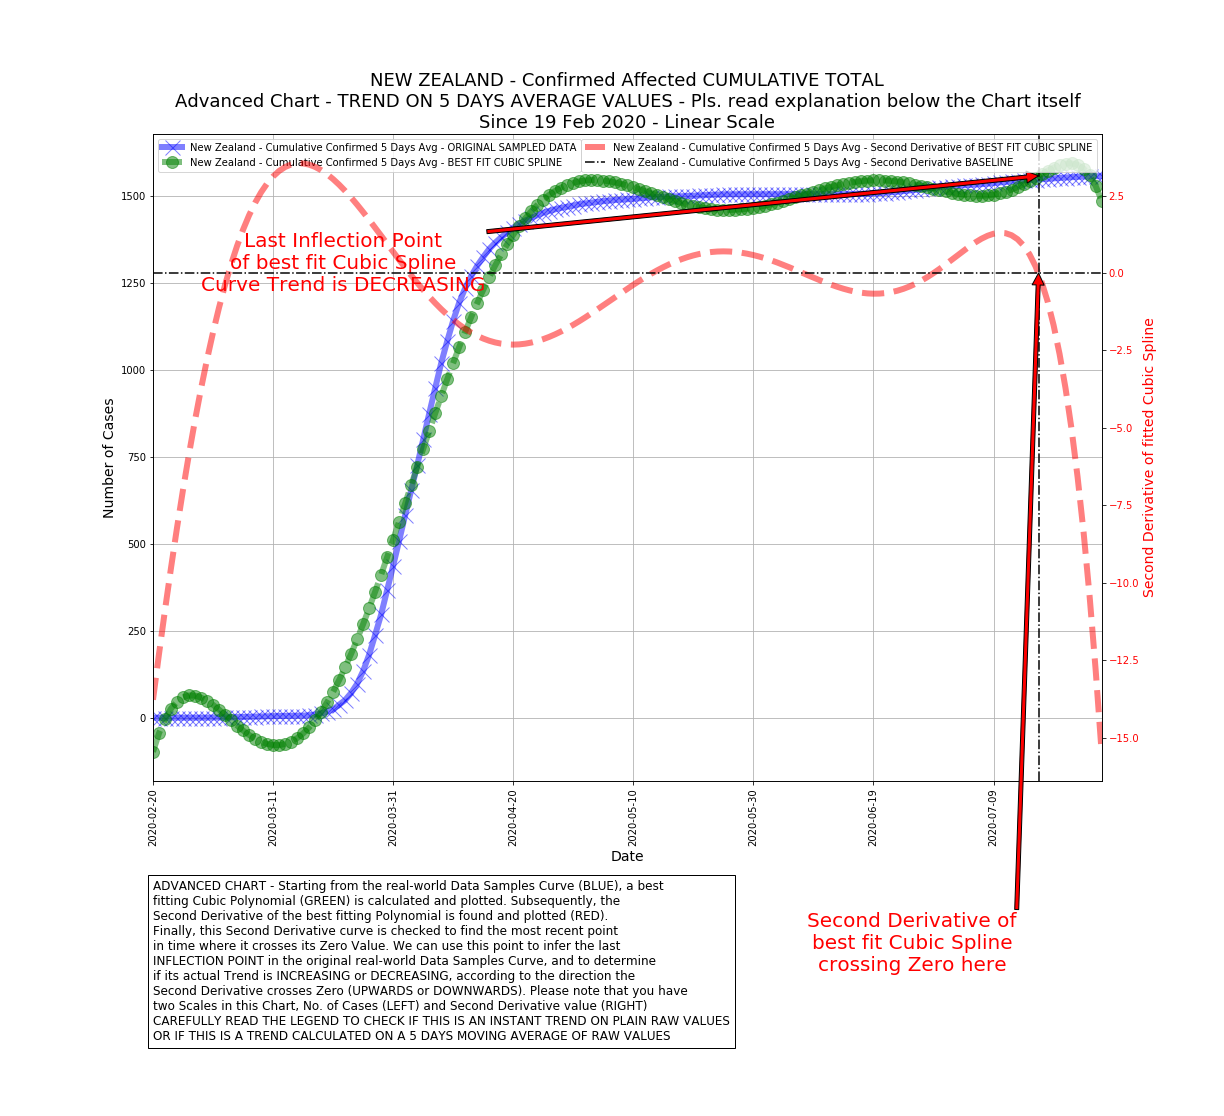 NEW ZEALAND - Confirmed Affected CUMULATIVE TOTAL
Advanced Chart - TREND ON 5 DAYS AVERAGE VALUES - Pls. read explanation below the Chart itself
Since 19 Feb 2020 - Linear Scale
New Zealand - Cumulative Confirmed 5 Days Avg - ORIGINAL SAMPLED DATA
New Zealand - Cumulative Confirmed 5 Days Avg - BEST FIT CUBIC SPLINE
New Zealand - Cumulative Confirmed 5 Days Avg - Second Derivative of BEST FIT CUBIC SPLINE
New Zealand - Cumulative Confirmed 5 Days Avg - Second Derivative BASELINE
Last Inflection Point
of best fit Cubic Spline
Curve Trend is DECREASING
Number of Cases
1500
1250
1000
750
500
250
0
2.5
0.0
−2.5
−5.0
−7.5
−10.0
−12.5
−15.0
Second Derivative of fitted Cubic Spline
2020-02-20
2020-03-11
2020-03-31
2020-04-20
2020-05-10
2020-05-30
2020-06-19
2020-07-09
Date
ADVANCED CHART - Starting from the real-world Data Samples Curve (BLUE), a best
fitting Cubic Polynomial (GREEN) is calculated and plotted. Subsequently, the
Second Derivative of the best fitting Polynomial is found and plotted (RED).
Finally, this Second Derivative curve is checked to find the most recent point
in time where it crosses its Zero Value. We can use this point to infer the last
INFLECTION POINT in the original real-world Data Samples Curve, and to determine
if its actual Trend is INCREASING or DECREASING, according to the direction the
Second Derivative crosses Zero (UPWARDS or DOWNWARDS). Please note that you have
two Scales in this Chart, No. of Cases (LEFT) and Second Derivative value (RIGHT)
CAREFULLY READ THE LEGEND TO CHECK IF THIS IS AN INSTANT TREND ON PLAIN RAW VALUES
OR IF THIS IS A TREND CALCULATED ON A 5 DAYS MOVING AVERAGE OF RAW VALUES
Second Derivative of
best fit Cubic Spline
crossing Zero here